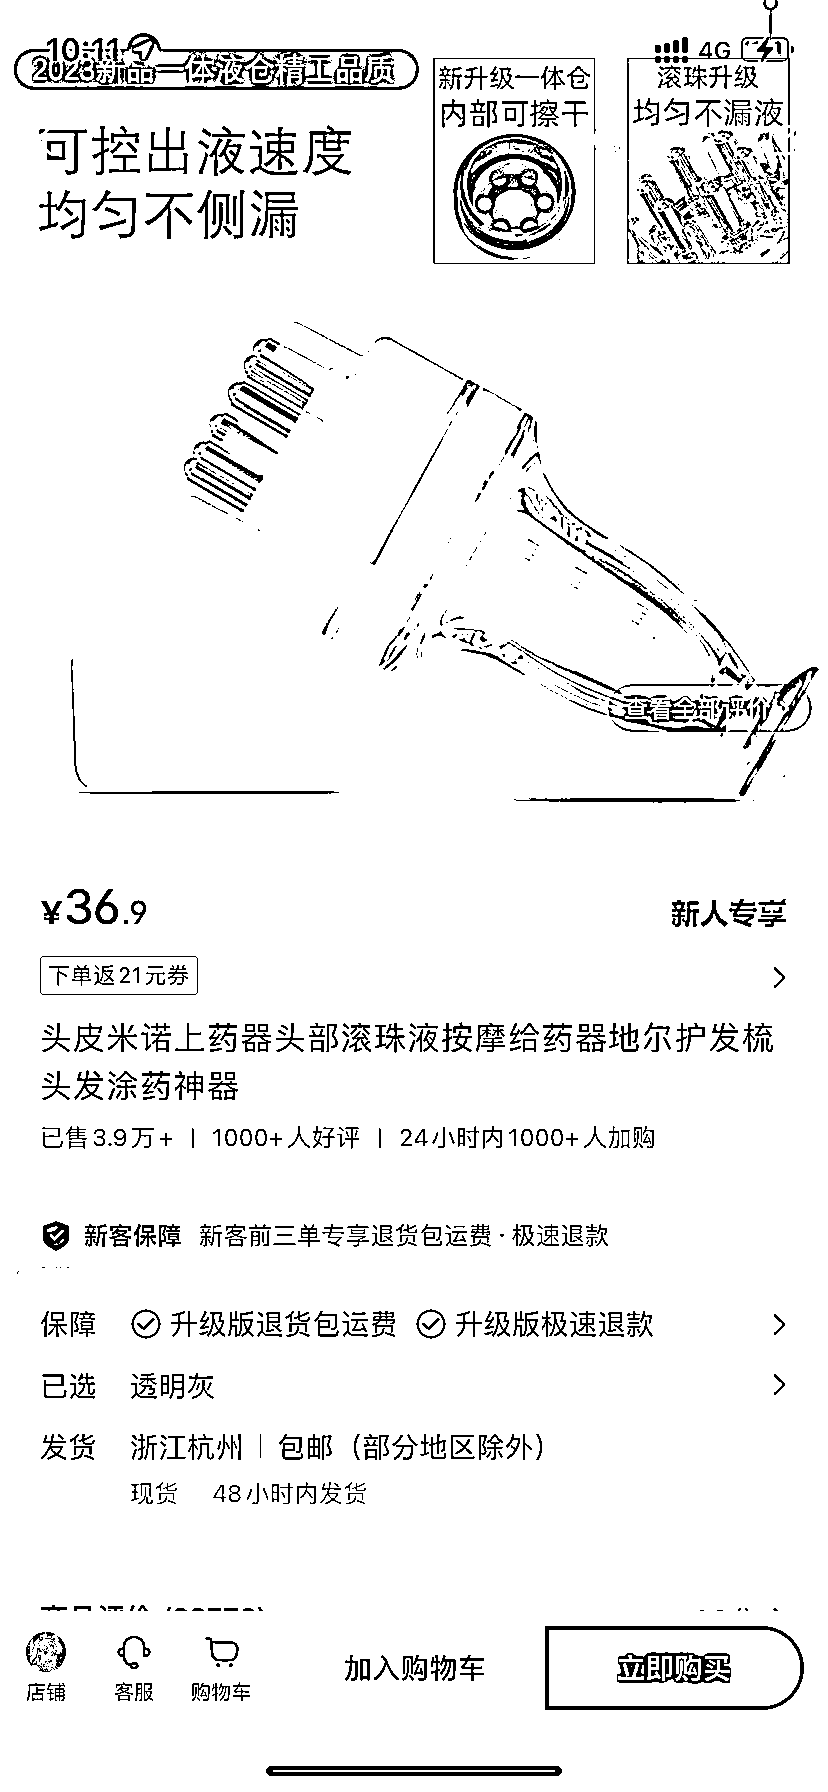 10:11
4G
2023新品一体液仓精工品质
新升级一体仓
内部可擦干
滚珠升级
均匀不漏液
可控出液速度
均匀不侧漏
查看全部评价
¥36.9
新人专享
下单返21元券
头皮米诺上药器头部滚珠液按摩给药器地尔护发梳
头发涂药神器
已售3.9万+ | 1000+人好评 | 24小时内1000+人加购
新客保障 新客前三单专享退货包运费·极速退款
保障 升级版退货包运费 升级版极速退款
已选 透明灰
发货 浙江杭州 | 包邮（部分地区除外）
现货 48小时内发货
店铺
客服
购物车
加入购物车
立即购买